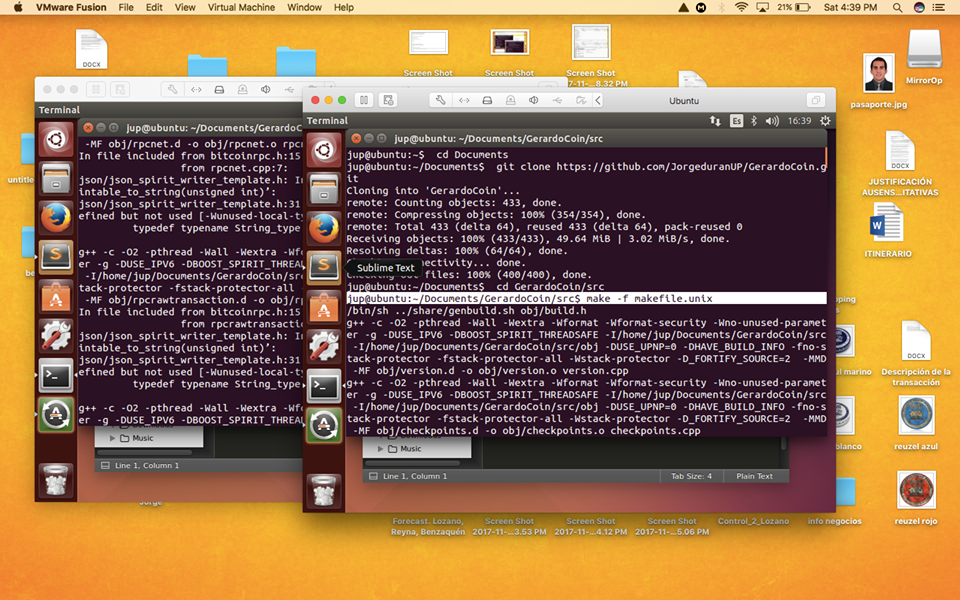 VMware Fusion File Edit View Virtual Machine Window Help 21% Sat 4:39 PM
DOCX
Screen Shot
Screen Shot
Screen Shot
2017-11-...8.32 PM
pasaporte.jpg
MirrorOp
DOCX
JUSTIFICACIÓN
AUSENS...ITATIVAS
W
ITINERARIO
DOCX
Descripción de la
transacción
reuzel azul
reuzel rojo
Terminal
jup@ubuntu: ~/Documents/GerardoC
-MF obj/rpcnet.d -o obj/rpcnet.o rpc
In file included from bitcoinrpc.h:15
from rpcnet.cpp:7:
json/json_spirit_writer_template.h: In
intable_to_string(unsigned int)’:
json/json_spirit_writer_template.h:31
efined but not used [-Wunused-local-ty
typedef typename String_type
g++ -c -O2 -pthread -Wall -Wextra -Wfo
-g -DUSE_IPV6 -DBOOST_SPIRIT_THREA
-I/home/jup/Documents/GerardoCoin/src
-fstack-protector-all
-MF obj/rpcrawtransaction.d -o obj/rp
In file included from bitcoinrpc.h:15
from rpcrawtransactio
json/json_spirit_writer_template.h: In
intable_to_string(unsigned int)’:
json/json_spirit_writer_template.h:31
efined but not used [-Wunused-local-ty
typedef typename String_type
g++ -c -O2 -pthread -Wall -Wextra -Wfo
-g -DUSE_IPV6 -DBOOST_SPIRIT_THREA
Music
Line 1, Column 1
Ubuntu
Terminal Es 16:39
jup@ubuntu: ~/Documents/GerardoCoin/src
jup@ubuntu:~$ cd Documents
jup@ubuntu:~/Documents$ git clone https://github.com/JorgeduranUP/GerardoCoin.g
it
Cloning into 'GerardoCoin'...
remote: Counting objects: 433, done.
remote: Compressing objects: 100% (354/354), done.
remote: Total 433 (delta 64), reused 433 (delta 64), pack-reused 0
Receiving objects: 100% (433/433), 49.64 MiB | 3.02 MiB/s, done.
Resolving deltas: 100% (64/64), done.
nectivity... done.
Sublime Text
out files: 100% (400/400), done.
jup@ubuntu:~/Documents$ cd GerardoCoin/src
jup@ubuntu:~/Documents/GerardoCoin/src$ make -f makefile.unix
/bin/sh ../share/genbuild.sh obj/build.h
g++ -c -O2 -pthread -Wall -Wextra -Wformat -Wformat-security -Wno-unused-paramet
er -g -DUSE_IPV6 -DBOOST_SPIRIT_THREADSAFE -I/home/jup/Documents/GerardoCoin/src
-I/home/jup/Documents/GerardoCoin/src/obj -DUSE_UPNP=0 -DHAVE_BUILD_INFO -fno-s
tack-protector -fstack-protector-all -Wstack-protector -D_FORTIFY_SOURCE=2 -MMD
-MF obj/version.d -o obj/version.o version.cpp
g++ -c -O2 -pthread -Wall -Wextra -Wformat -Wformat-security -Wno-unused-paramet
er -g -DUSE_IPV6 -DBOOST_SPIRIT_THREADSAFE -I/home/jup/Documents/GerardoCoin/src
-I/home/jup/Documents/GerardoCoin/src/obj -DUSE_UPNP=0 -DHAVE_BUILD_INFO -fno-s
tack-protector -fstack-protector-all -Wstack-protector -D_FORTIFY_SOURCE=2 -MMD
-MF obj/checkpoints.d -o obj/checkpoints.o checkpoints.cpp
Music
Line 1, Column 1 Tab Size: 4 Plain Text
Forecast. Lozano,
Reyna, Benzaquén
Screen Shot
2017-11-...3.53 PM
Screen Shot
2017-11-...4.12 PM
Screen Shot
2017-11-...5.06 PM
Control_2_Lozano
info negocios